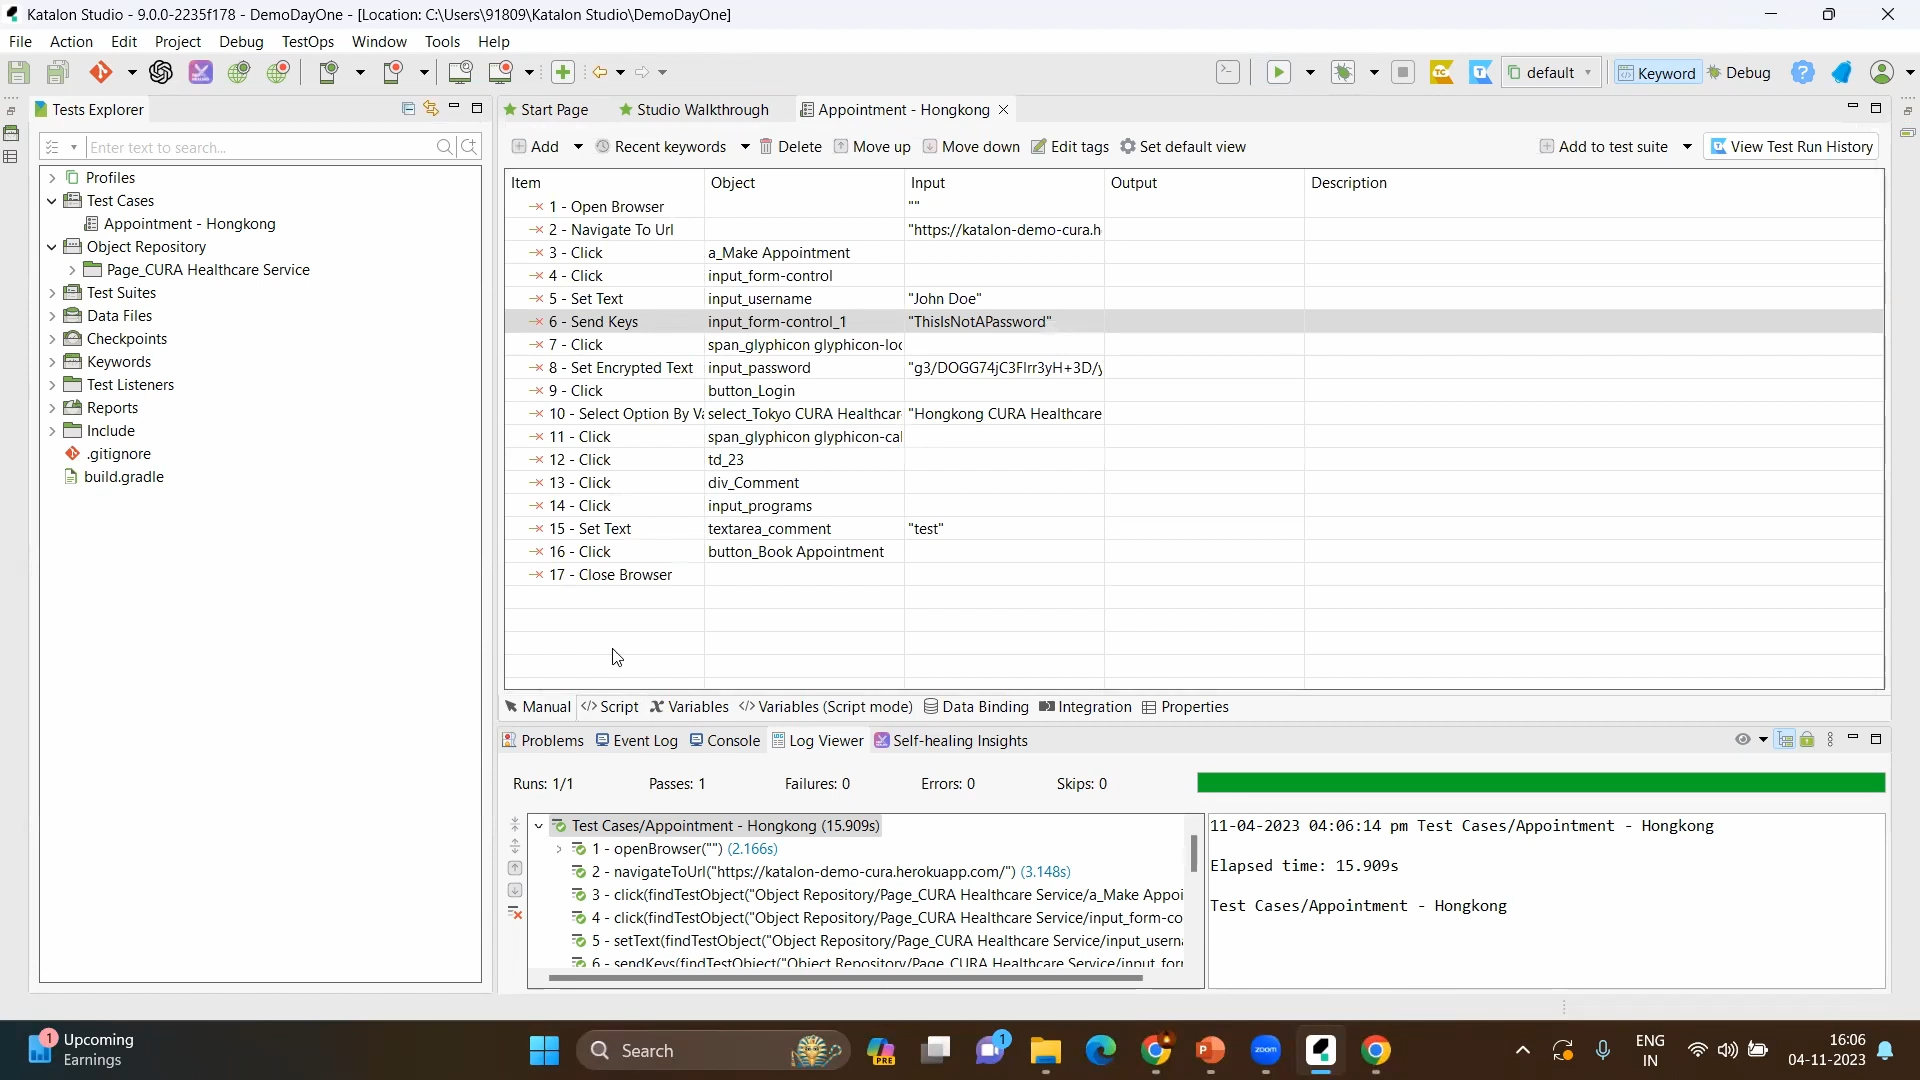 Katalon Studio - 9.0.0-2235f178 - DemoDayOne - [Location: C:\Users\91809\Katalon Studio\DemoDayOne]
File Action Edit Project Debug TestOps Window Tools Help
default Keyword Debug
Tests Explorer
Start Page Studio Walkthrough Appointment - Hongkong
Enter text to search...
Add Recent keywords Delete Move up Move down Edit tags Set default view Add to test suite View Test Run History
Profiles
Test Cases
Appointment - Hongkong
Object Repository
Page_CURA Healthcare Service
Test Suites
Data Files
Checkpoints
Keywords
Test Listeners
Reports
Include
.gitignore
build.gradle
Item Object Input Output Description
1 - Open Browser ""
2 - Navigate To Url "https://katalon-demo-cura.h
3 - Click a_Make Appointment
4 - Click input_form-control
5 - Set Text input_username "John Doe"
6 - Send Keys input_form-control_1 "ThisIsNotAPassword"
7 - Click span_glyphicon glyphicon-loc
8 - Set Encrypted Text input_password "g3/DOGG74jC3Flrr3yH+3D/y
9 - Click button_Login
10 - Select Option By Va select_Tokyo CURA Healthcar "Hongkong CURA Healthcare
11 - Click span_glyphicon glyphicon-cal
12 - Click td_23
13 - Click div_Comment
14 - Click input_programs
15 - Set Text textarea_comment "test"
16 - Click button_Book Appointment
17 - Close Browser
Manual </> Script Variables </> Variables (Script mode) Data Binding Integration Properties
Problems Event Log Console Log Viewer Self-healing Insights
Runs: 1/1 Passes: 1 Failures: 0 Errors: 0 Skips: 0
Test Cases/Appointment - Hongkong (15.909s)
1 - openBrowser("") (2.166s)
2 - navigateToUrl("https://katalon-demo-cura.herokuapp.com/") (3.148s)
3 - click(findTestObject("Object Repository/Page_CURA Healthcare Service/a_Make Appoi
4 - click(findTestObject("Object Repository/Page_CURA Healthcare Service/input_form-co
5 - setText(findTestObject("Object Repository/Page_CURA Healthcare Service/input_usern
6 - sendKeys(findTestObject("Object Repository/Page_CURA Healthcare Service/input_for
11-04-2023 04:06:14 pm Test Cases/Appointment - Hongkong
Elapsed time: 15.909s
Test Cases/Appointment - Hongkong
1
Upcoming
Earnings
Search
PRE
1
zoom
ENG
IN
16:06
04-11-2023